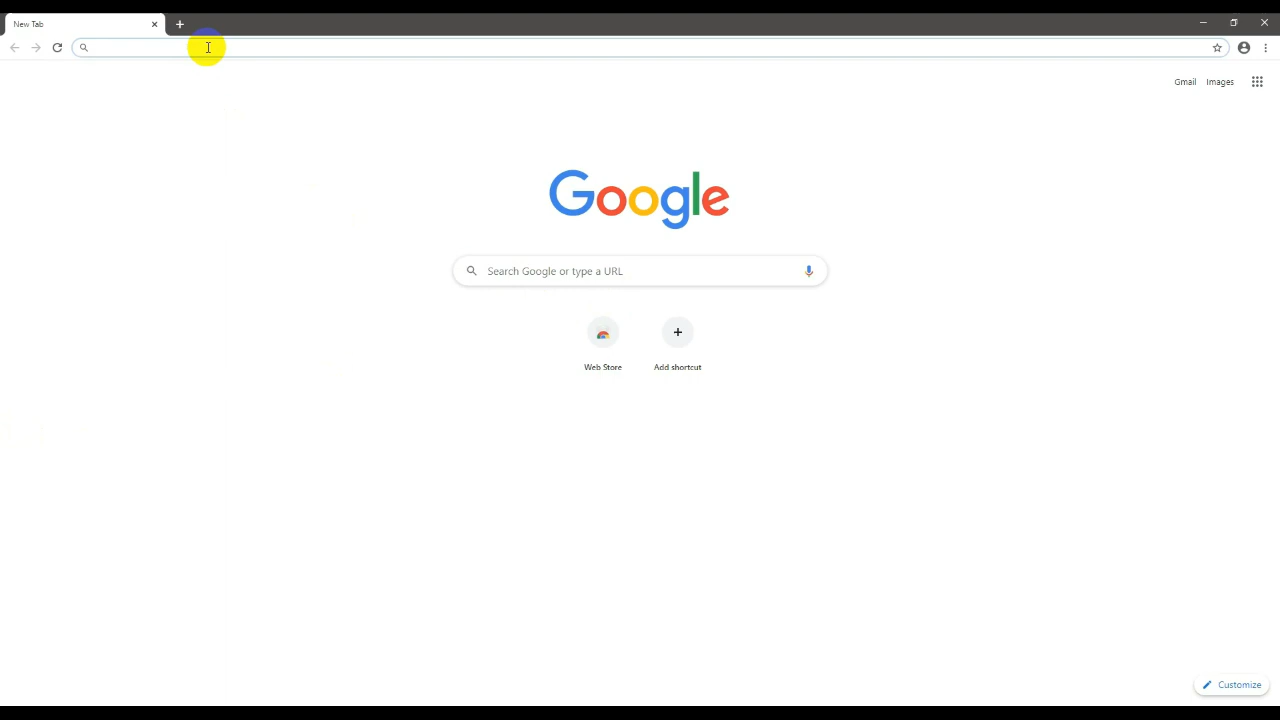 New Tab
Gmail Images
Google
Search Google or type a URL
Web Store Add shortcut
Customize